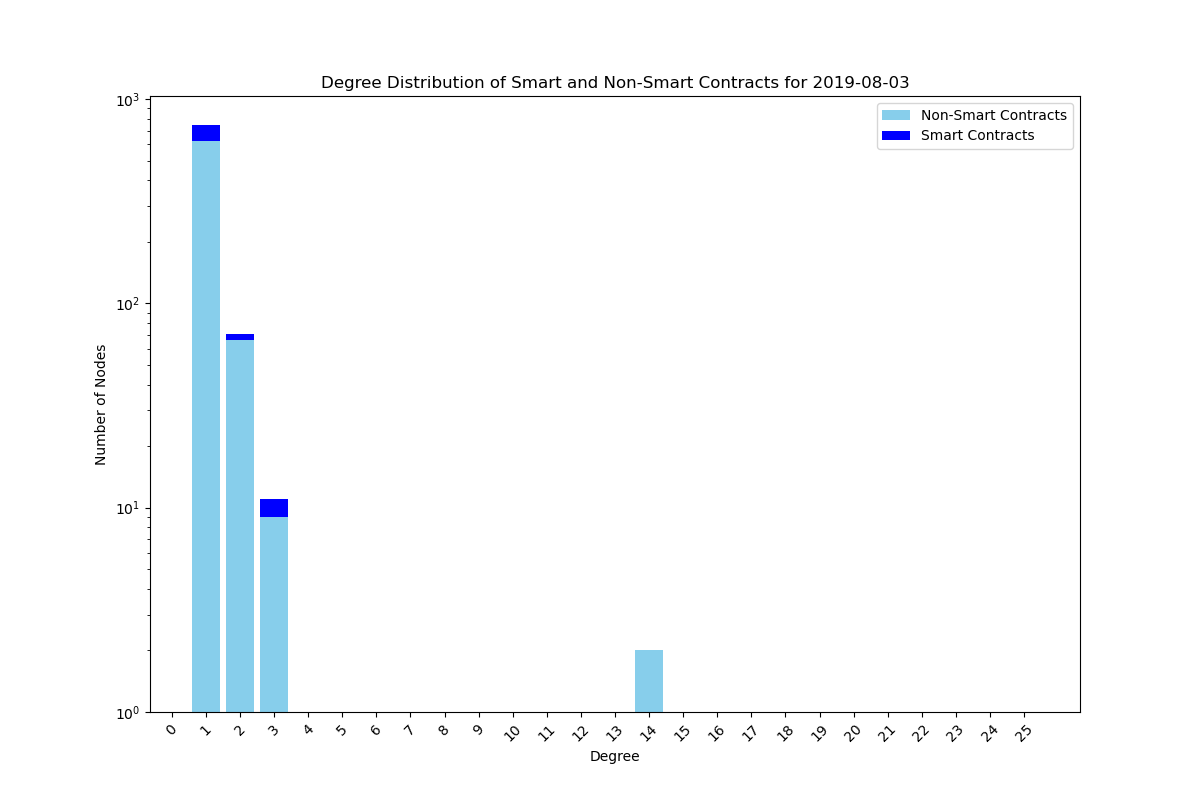 Degree Distribution of Smart and Non-Smart Contracts for 2019-08-03
Non-Smart Contracts
Smart Contracts
10³
10²
10¹
10⁰
Number of Nodes
0 1 2 3 4 5 6 7 8 9 10 11 12 13 14 15 16 17 18 19 20 21 22 23 24 25
Degree